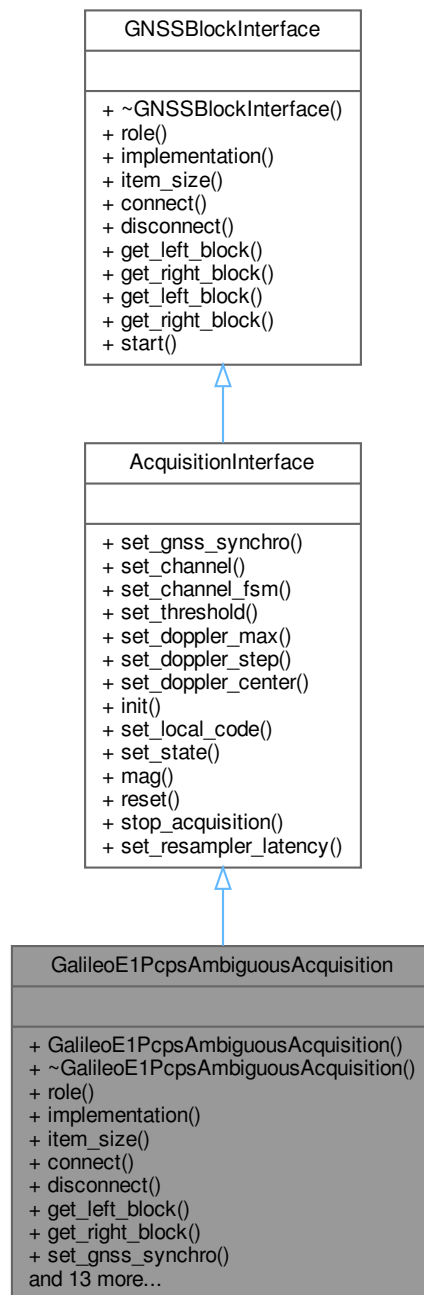 GNSSBlockInterface
+ ~GNSSBlockInterface()
+ role()
+ implementation()
+ item_size()
+ connect()
+ disconnect()
+ get_left_block()
+ get_right_block()
+ get_left_block()
+ get_right_block()
+ start()
AcquisitionInterface
+ set_gnss_synchro()
+ set_channel()
+ set_channel_fsm()
+ set_threshold()
+ set_doppler_max()
+ set_doppler_step()
+ set_doppler_center()
+ init()
+ set_local_code()
+ set_state()
+ mag()
+ reset()
+ stop_acquisition()
+ set_resampler_latency()
GalileoE1PcpsAmbiguousAcquisition
+ GalileoE1PcpsAmbiguousAcquisition()
+ ~GalileoE1PcpsAmbiguousAcquisition()
+ role()
+ implementation()
+ item_size()
+ connect()
+ disconnect()
+ get_left_block()
+ get_right_block()
+ set_gnss_synchro()
and 13 more...